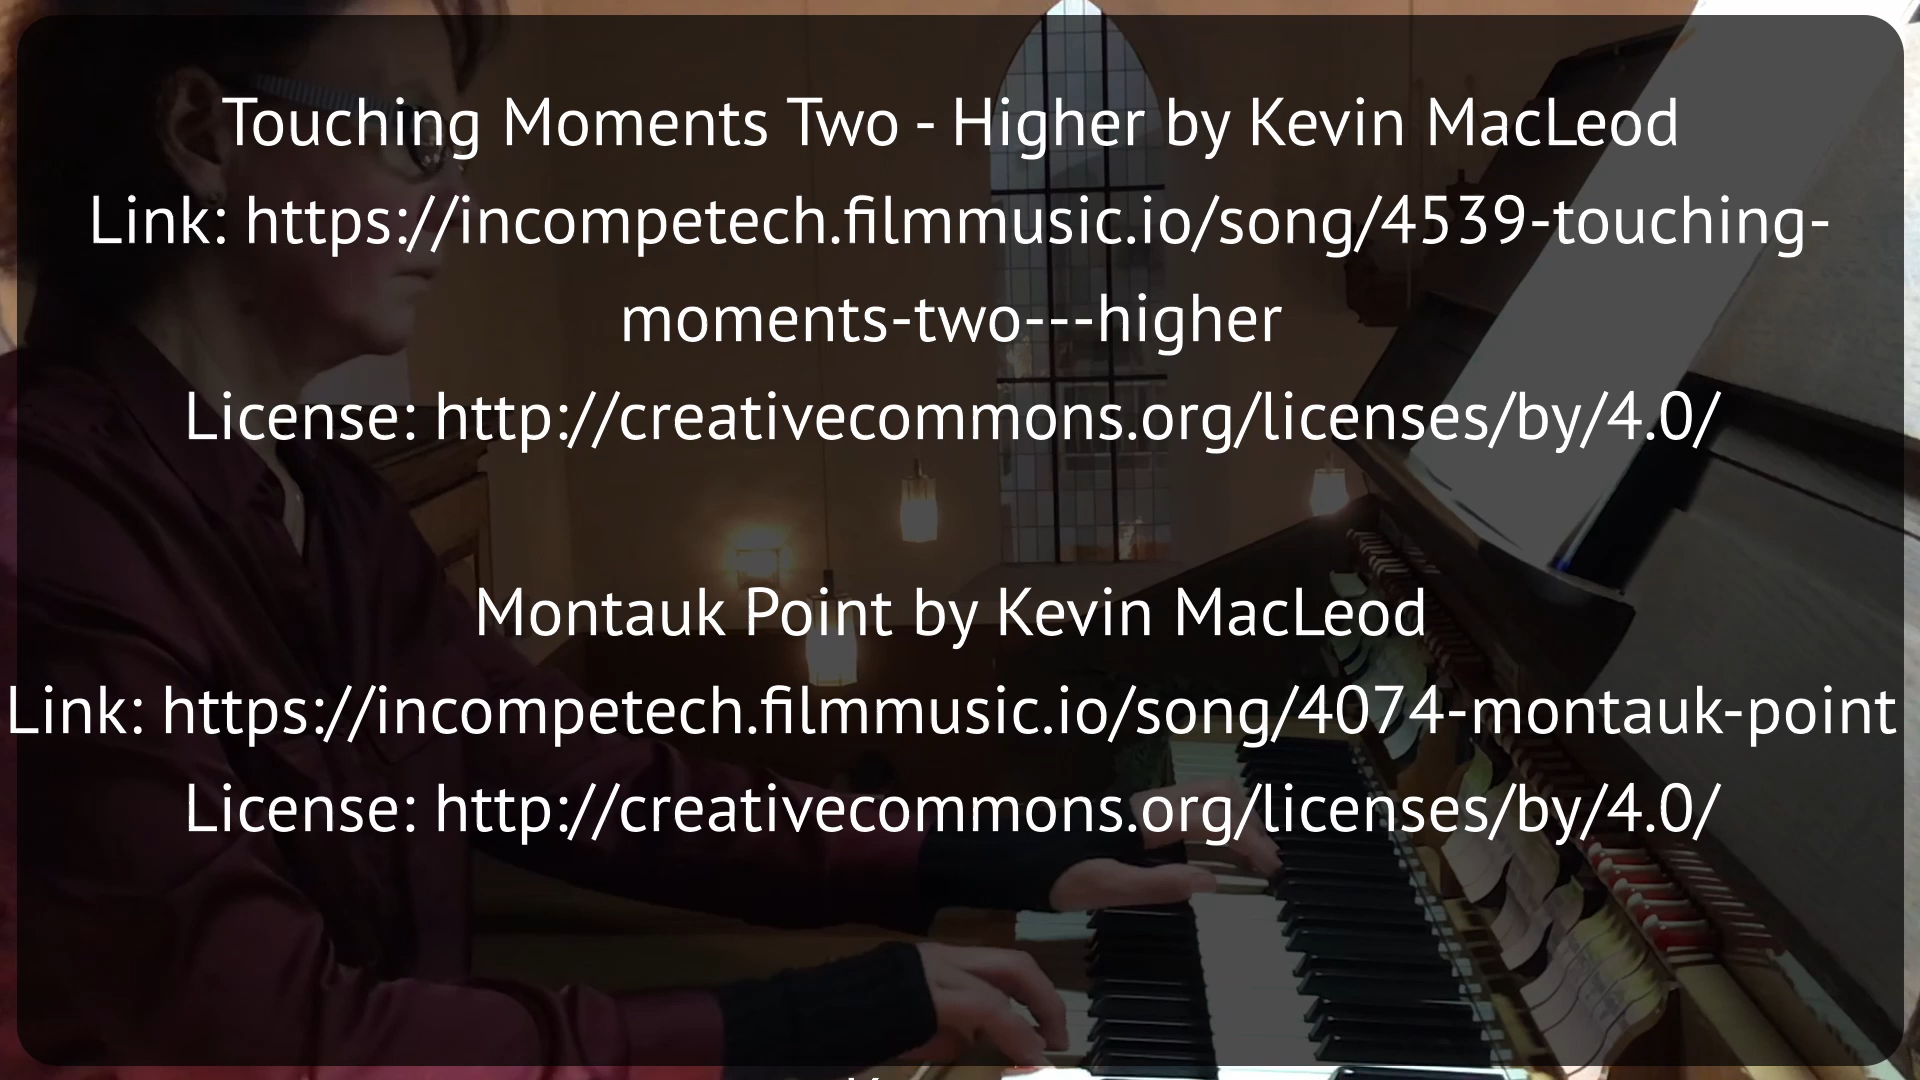 Touching Moments Two - Higher by Kevin MacLeod
Link: https://incompetech.filmmusic.io/song/4539-touching-
moments-two---higher
License: http://creativecommons.org/licenses/by/4.0/
Montauk Point by Kevin MacLeod
Link: https://incompetech.filmmusic.io/song/4074-montauk-point
License: http://creativecommons.org/licenses/by/4.0/